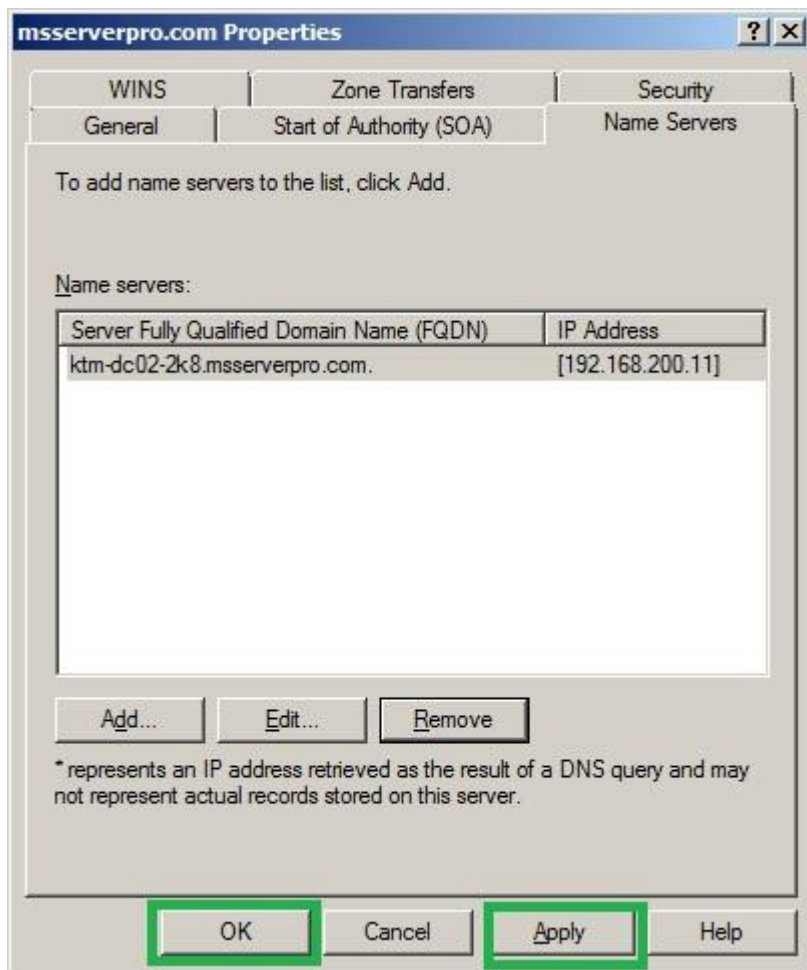 msserverpro.com Properties
WINS
Zone Transfers
Security
General
Start of Authority (SOA)
Name Servers
To add name servers to the list, click Add.
Name servers:
Server Fully Qualified Domain Name (FQDN)
IP Address
ktm-dc02-2k8.msserverpro.com.
[192.168.200.11]
Add...
Edit...
Remove
* represents an IP address retrieved as the result of a DNS query and may
not represent actual records stored on this server.
OK
Cancel
Apply
Help